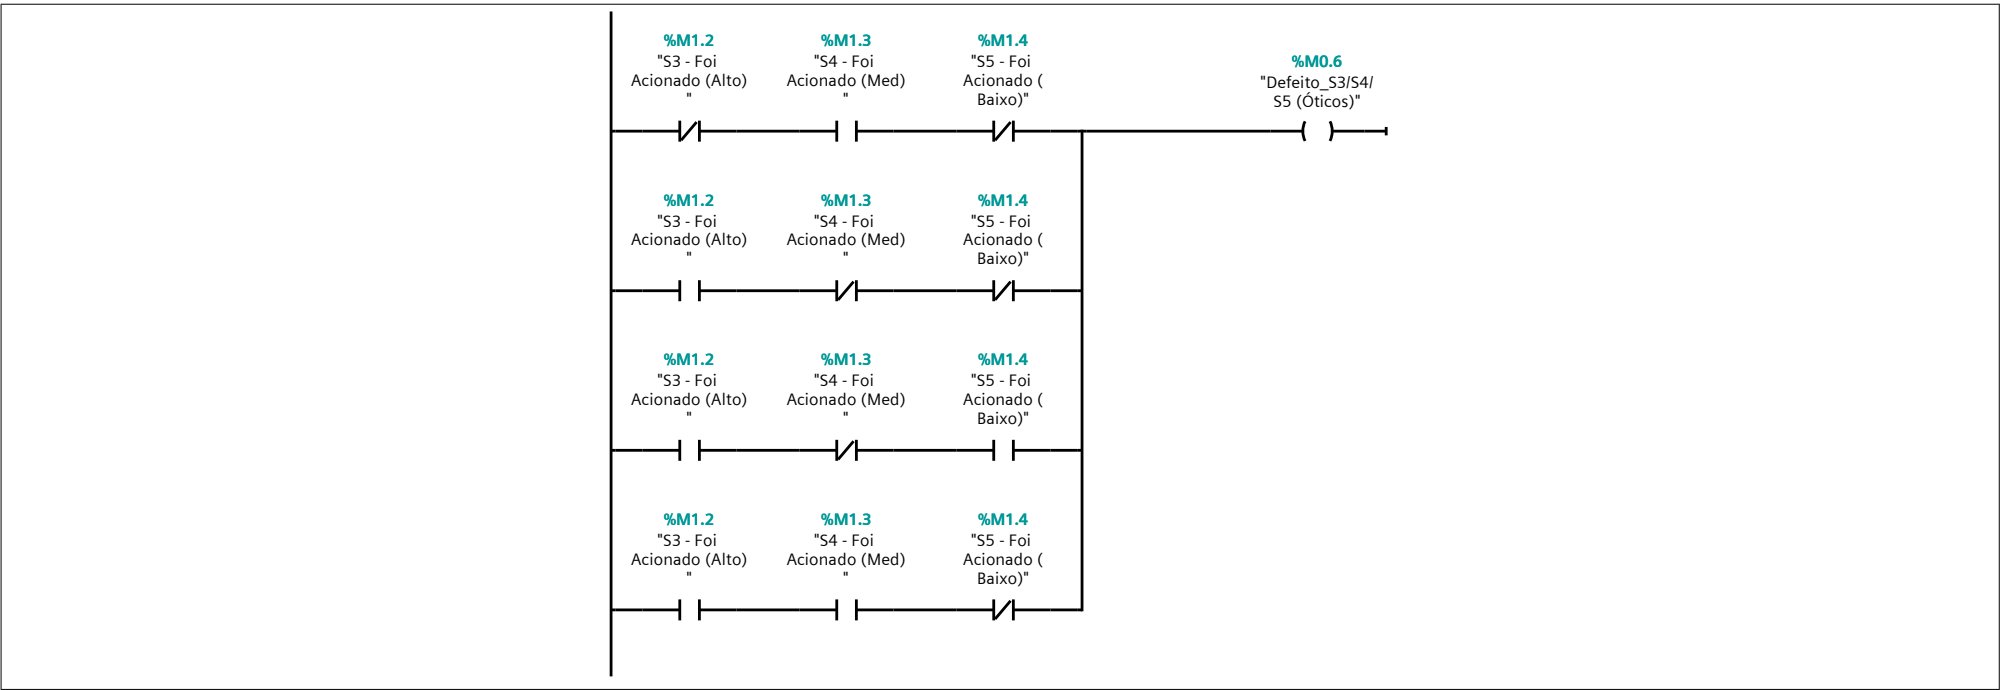 %M1.2
"S3 - Foi
Acionado (Alto)
"
%M1.3
"S4 - Foi
Acionado (Med)
"
%M1.4
"S5 - Foi
Acionado (
Baixo)"
%M0.6
"Defeito_S3/S4/
S5 (Óticos)"
%M1.2
"S3 - Foi
Acionado (Alto)
"
%M1.3
"S4 - Foi
Acionado (Med)
"
%M1.4
"S5 - Foi
Acionado (
Baixo)"
%M1.2
"S3 - Foi
Acionado (Alto)
"
%M1.3
"S4 - Foi
Acionado (Med)
"
%M1.4
"S5 - Foi
Acionado (
Baixo)"
%M1.2
"S3 - Foi
Acionado (Alto)
"
%M1.3
"S4 - Foi
Acionado (Med)
"
%M1.4
"S5 - Foi
Acionado (
Baixo)"